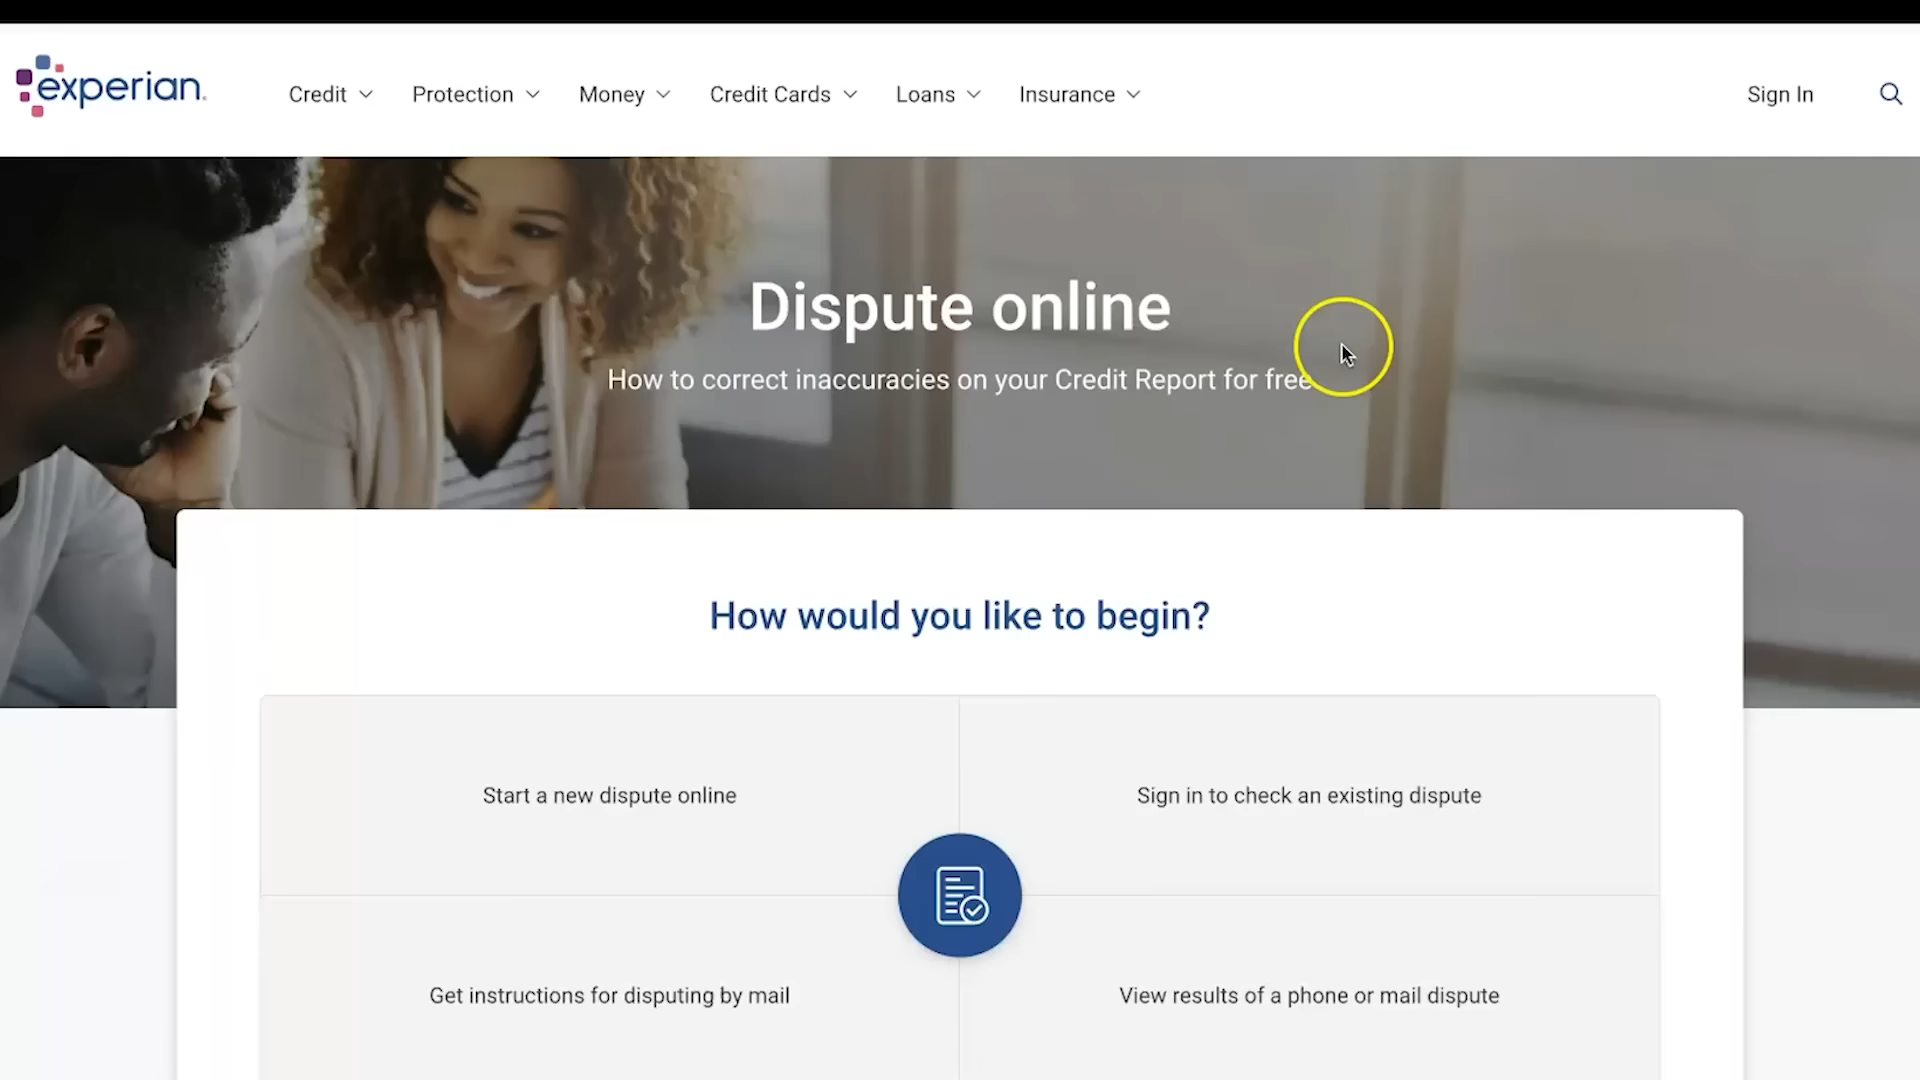 experian.
Credit
Protection
Money
Credit Cards
Loans
Insurance
Sign In
Dispute online
How to correct inaccuracies on your Credit Report for free
How would you like to begin?
Start a new dispute online
Sign in to check an existing dispute
Get instructions for disputing by mail
View results of a phone or mail dispute